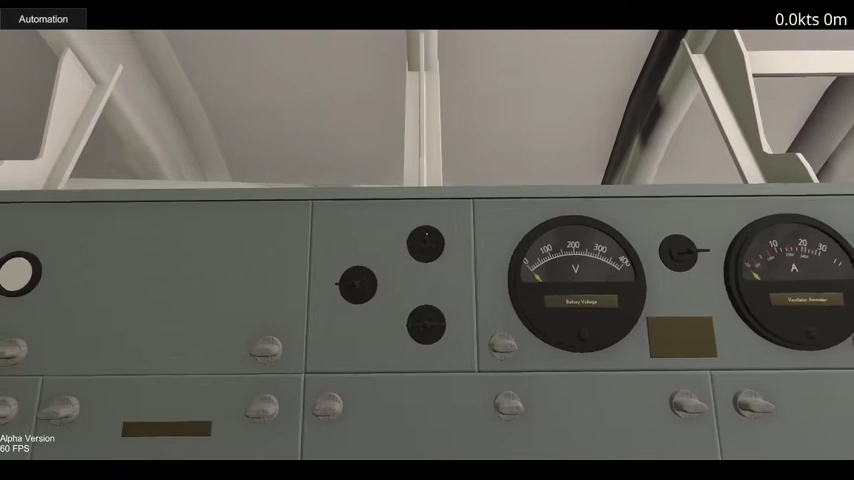 Automation
0.0kts 0m
0 100 200 300 400
V
Battery Voltage
10 20 30
A
Ventilator Ammeter
Alpha Version
60 FPS